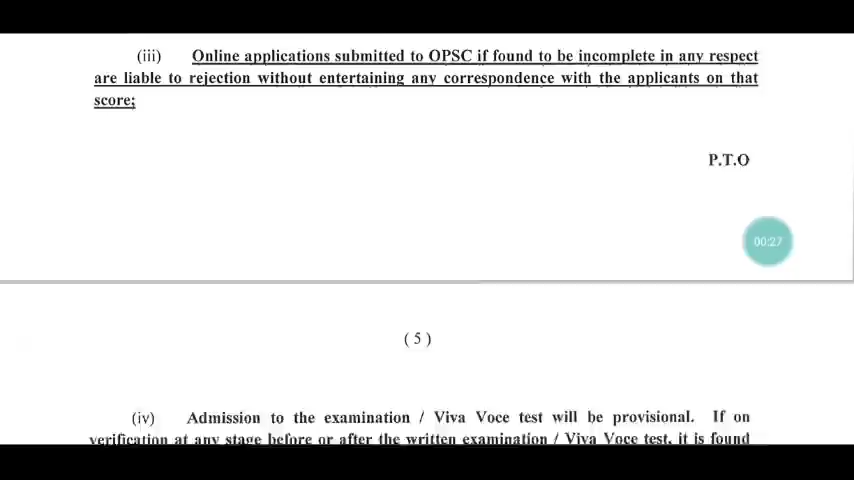 (iii) Online applications submitted to OPSC if found to be incomplete in any respect
are liable to rejection without entertaining any correspondence with the applicants on that
score;
P.T.O
00:27
( 5 )
(iv) Admission to the examination / Viva Voce test will be provisional. If on
verification at any stage before or after the written examination / Viva Voce test, it is found